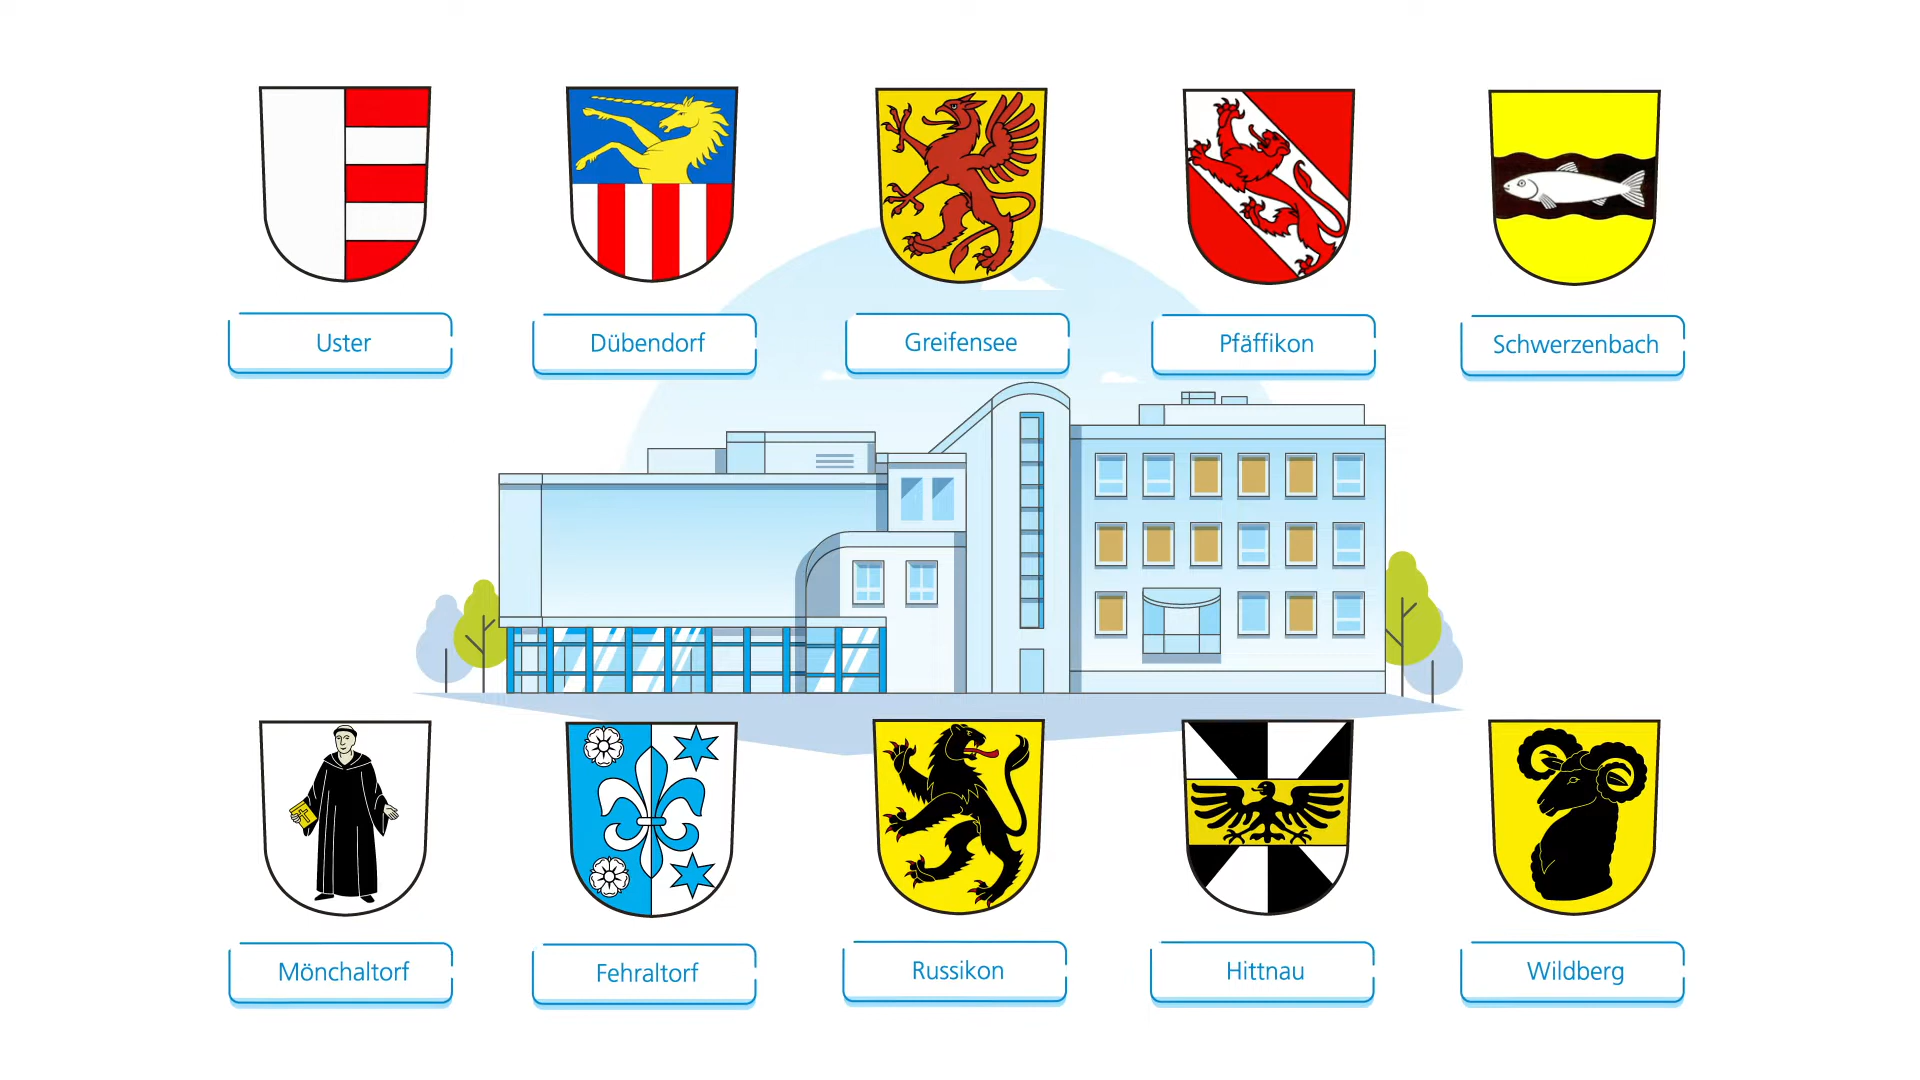 Uster
Dübendorf
Greifensee
Pfäffikon
Schwerzenbach
Mönchaltorf
Fehraltorf
Russikon
Hittnau
Wildberg